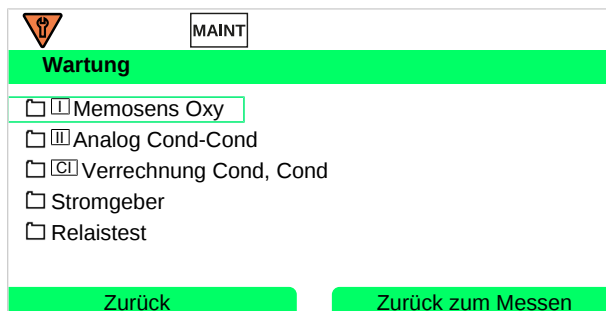 MAINT
Wartung
I Memosens Oxy
II Analog Cond-Cond
CI Verrechnung Cond, Cond
Stromgeber
Relaistest
Zurück Zurück zum Messen